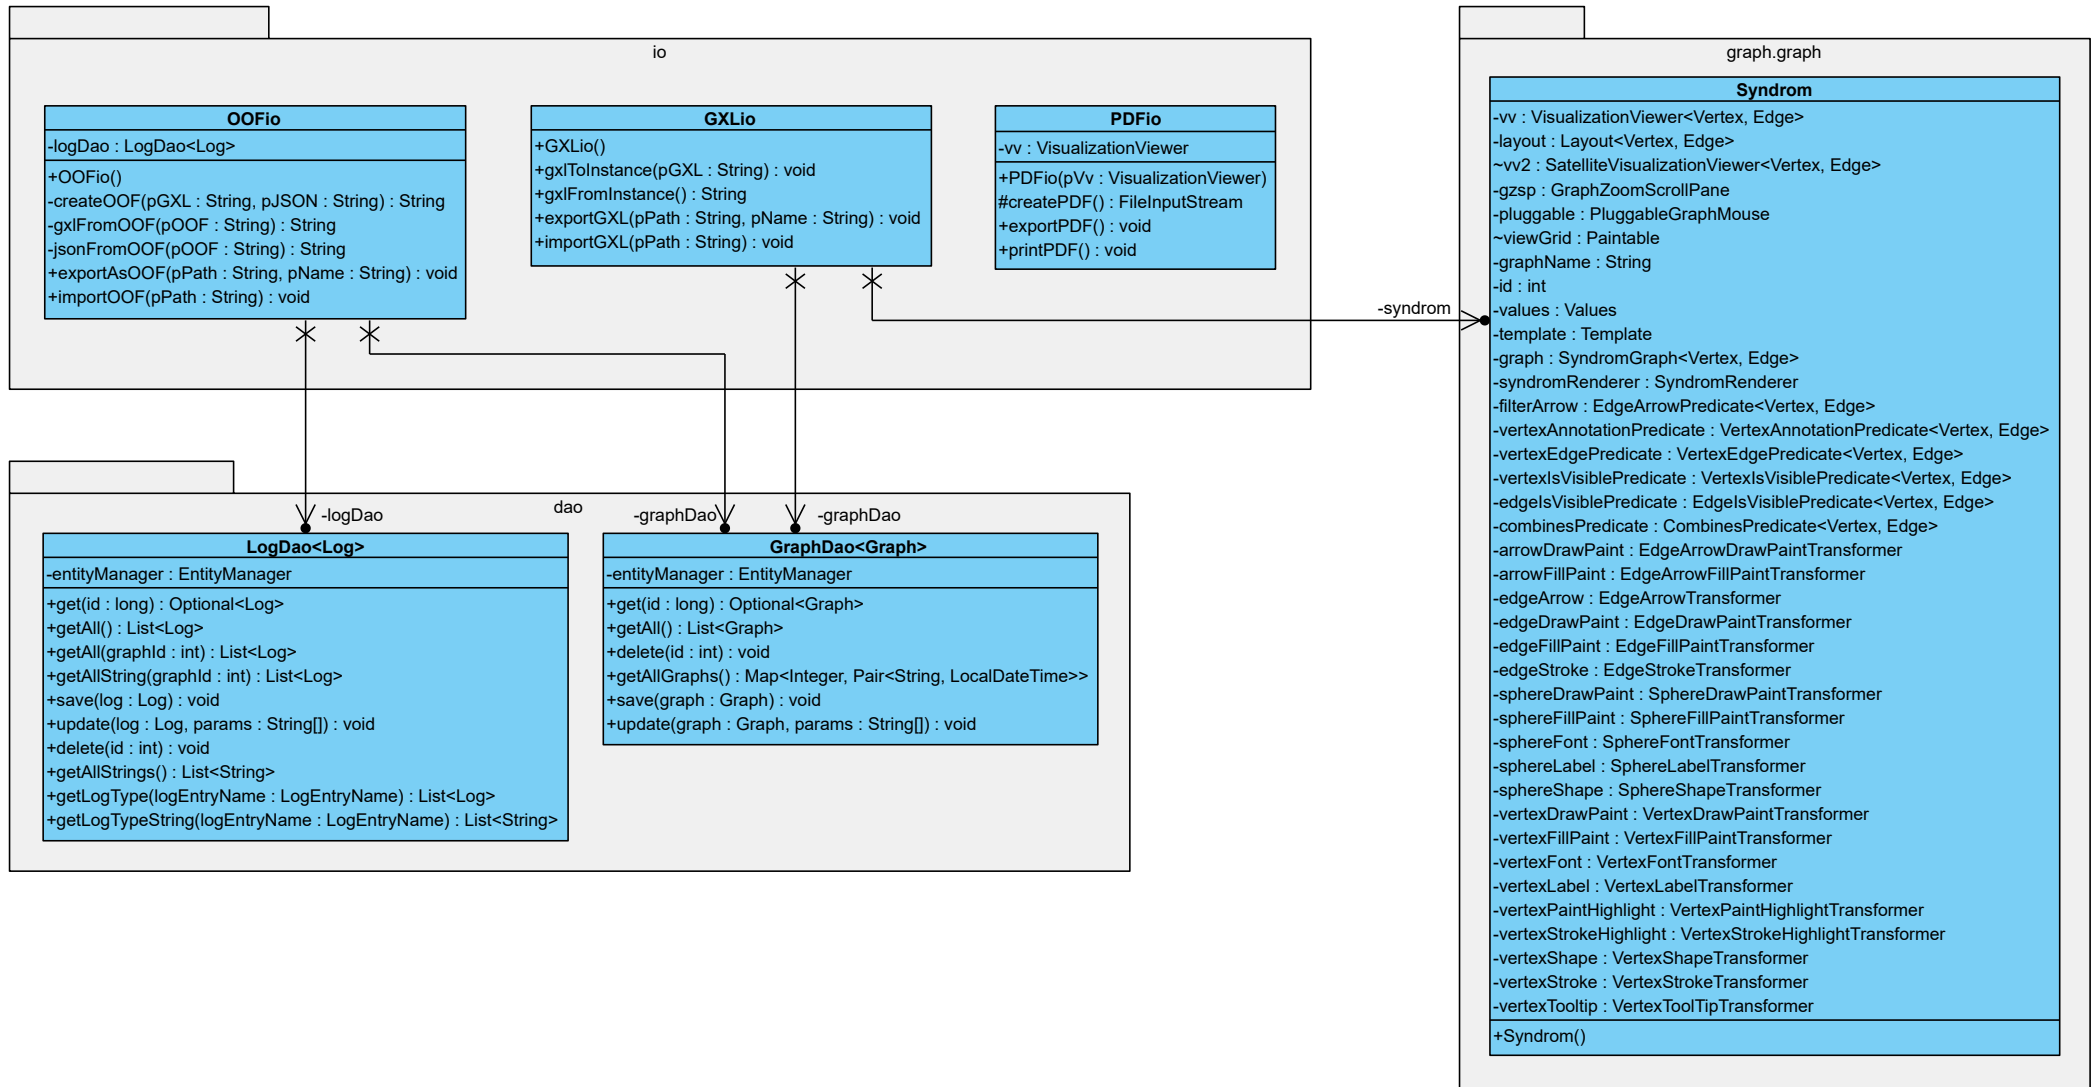 io
OOFio
-logDao : LogDao<Log>
+OOFio()
-createOOF(pGXL : String, pJSON : String) : String
-gxlFromOOF(pOOF : String) : String
-jsonFromOOF(pOOF : String) : String
+exportAsOOF(pPath : String, pName : String) : void
+importOOF(pPath : String) : void
GXLio
+GXLio()
+gxlToInstance(pGXL : String) : void
+gxlFromInstance() : String
+exportGXL(pPath : String, pName : String) : void
+importGXL(pPath : String) : void
PDFio
-vv : VisualizationViewer
+PDFio(pVv : VisualizationViewer)
#createPDF() : FileInputStream
+exportPDF() : void
+printPDF() : void
-syndrom
dao
-logDao
-graphDao
-graphDao
LogDao<Log>
-entityManager : EntityManager
+get(id : long) : Optional<Log>
+getAll() : List<Log>
+getAll(graphId : int) : List<Log>
+getAllString(graphId : int) : List<Log>
+save(log : Log) : void
+update(log : Log, params : String[]) : void
+delete(id : int) : void
+getAllStrings() : List<String>
+getLogType(logEntryName : LogEntryName) : List<Log>
+getLogTypeString(logEntryName : LogEntryName) : List<String>
GraphDao<Graph>
-entityManager : EntityManager
+get(id : long) : Optional<Graph>
+getAll() : List<Graph>
+delete(id : int) : void
+getAllGraphs() : Map<Integer, Pair<String, LocalDateTime>>
+save(graph : Graph) : void
+update(graph : Graph, params : String[]) : void
graph.graph
Syndrom
-vv : VisualizationViewer<Vertex, Edge>
-layout : Layout<Vertex, Edge>
~vv2 : SatelliteVisualizationViewer<Vertex, Edge>
-gzsp : GraphZoomScrollPane
-pluggable : PluggableGraphMouse
~viewGrid : Paintable
-graphName : String
-id : int
-values : Values
-template : Template
-graph : SyndromGraph<Vertex, Edge>
-syndromRenderer : SyndromRenderer
-filterArrow : EdgeArrowPredicate<Vertex, Edge>
-vertexAnnotationPredicate : VertexAnnotationPredicate<Vertex, Edge>
-vertexEdgePredicate : VertexEdgePredicate<Vertex, Edge>
-vertexIsVisiblePredicate : VertexIsVisiblePredicate<Vertex, Edge>
-edgeIsVisiblePredicate : EdgeIsVisiblePredicate<Vertex, Edge>
-combinesPredicate : CombinesPredicate<Vertex, Edge>
-arrowDrawPaint : EdgeArrowDrawPaintTransformer
-arrowFillPaint : EdgeArrowFillPaintTransformer
-edgeArrow : EdgeArrowTransformer
-edgeDrawPaint : EdgeDrawPaintTransformer
-edgeFillPaint : EdgeFillPaintTransformer
-edgeStroke : EdgeStrokeTransformer
-sphereDrawPaint : SphereDrawPaintTransformer
-sphereFillPaint : SphereFillPaintTransformer
-sphereFont : SphereFontTransformer
-sphereLabel : SphereLabelTransformer
-sphereShape : SphereShapeTransformer
-vertexDrawPaint : VertexDrawPaintTransformer
-vertexFillPaint : VertexFillPaintTransformer
-vertexFont : VertexFontTransformer
-vertexLabel : VertexLabelTransformer
-vertexPaintHighlight : VertexPaintHighlightTransformer
-vertexStrokeHighlight : VertexStrokeHighlightTransformer
-vertexShape : VertexShapeTransformer
-vertexStroke : VertexStrokeTransformer
-vertexTooltip : VertexToolTipTransformer
+Syndrom()